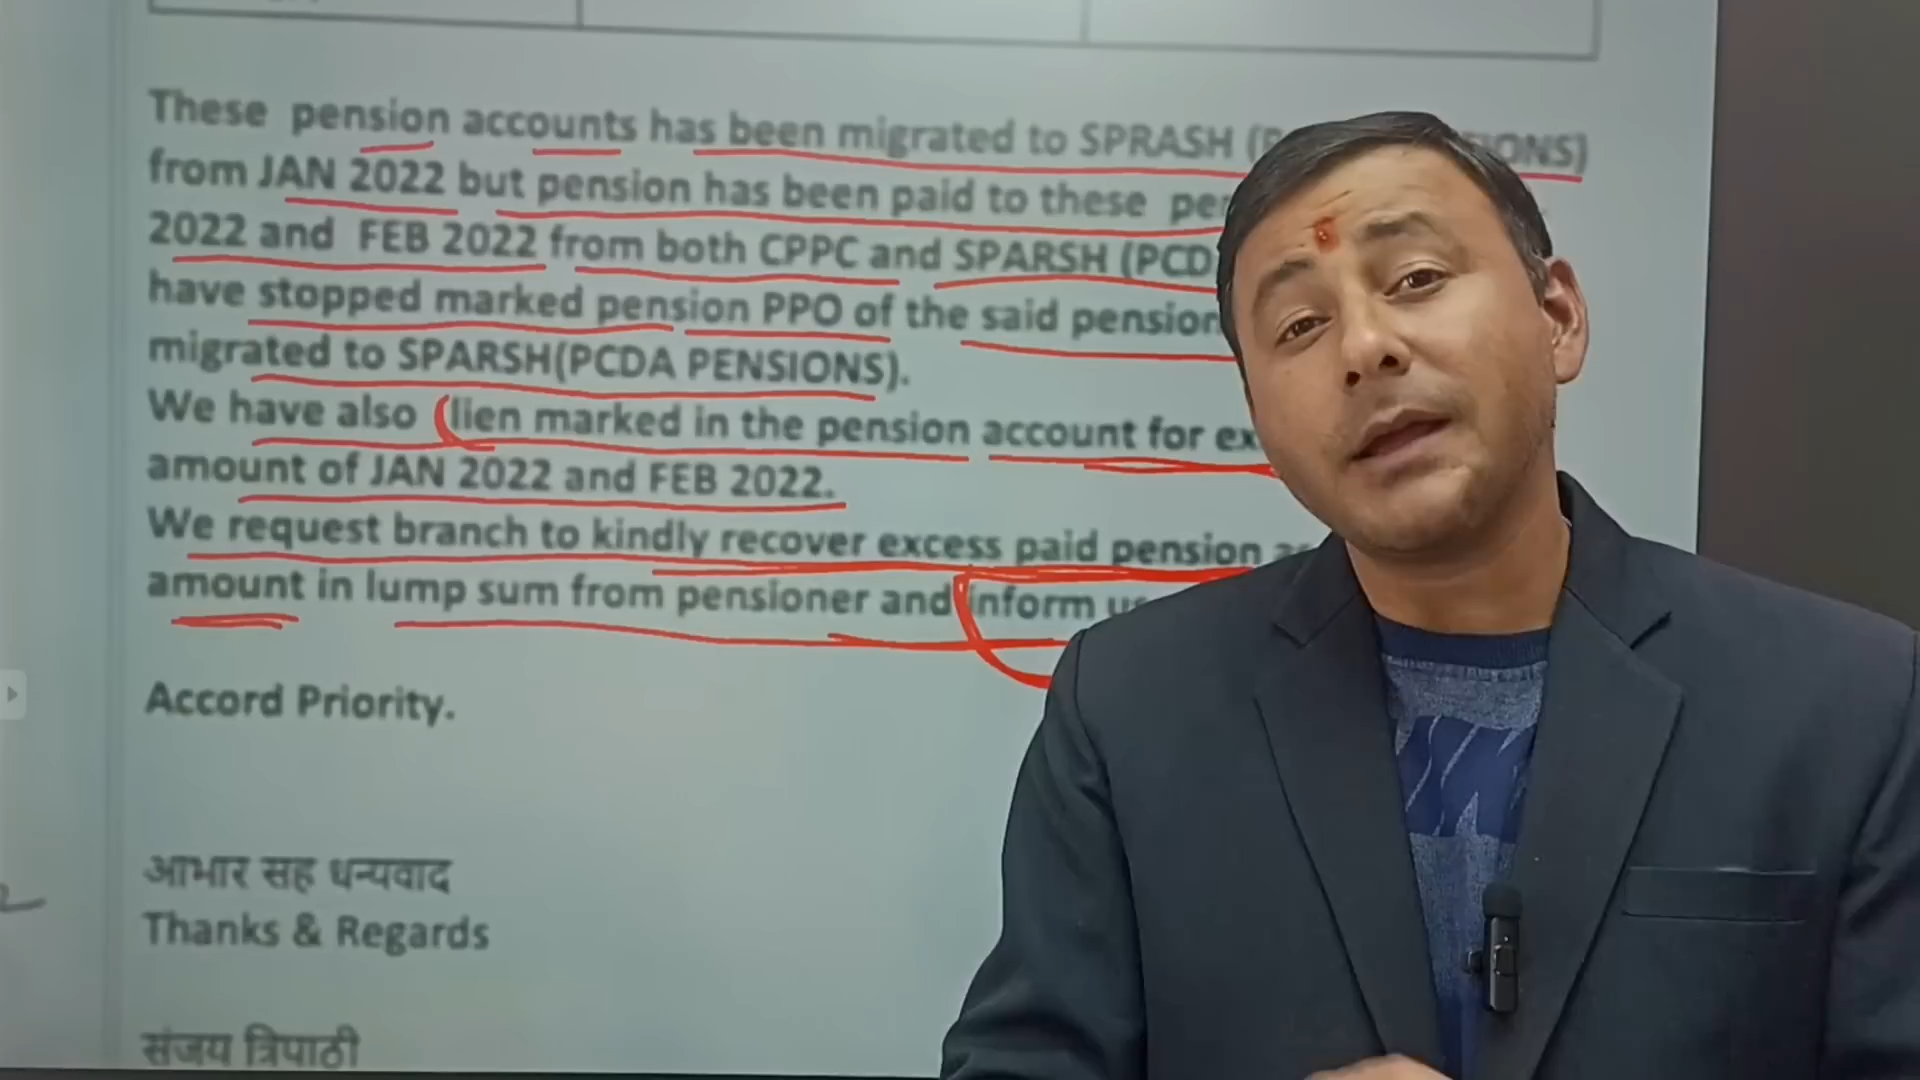 These pension accounts has been migrated to SPRASH ( ONS)
from JAN 2022 but pension has been paid to these
2022 and FEB 2022 from both CPPC and SPARSH (PCD
have stopped marked pension PPO of the said pension
migrated to SPARSH(PCDA PENSIONS).
We have also lien marked in the pension account for ex
amount of JAN 2022 and FEB 2022.
We request branch to kindly recover excess paid pension
amount in lump sum from pensioner and inform us
Accord Priority.
आभार सह धन्यवाद
Thanks & Regards
संजय त्रिपाठी